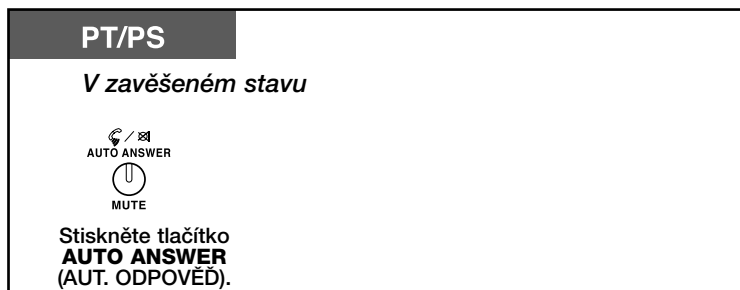 PT/PS
V zavěšeném stavu
AUTO ANSWER
MUTE
Stiskněte tlačítko
AUTO ANSWER
(AUT. ODPOVĚĎ).